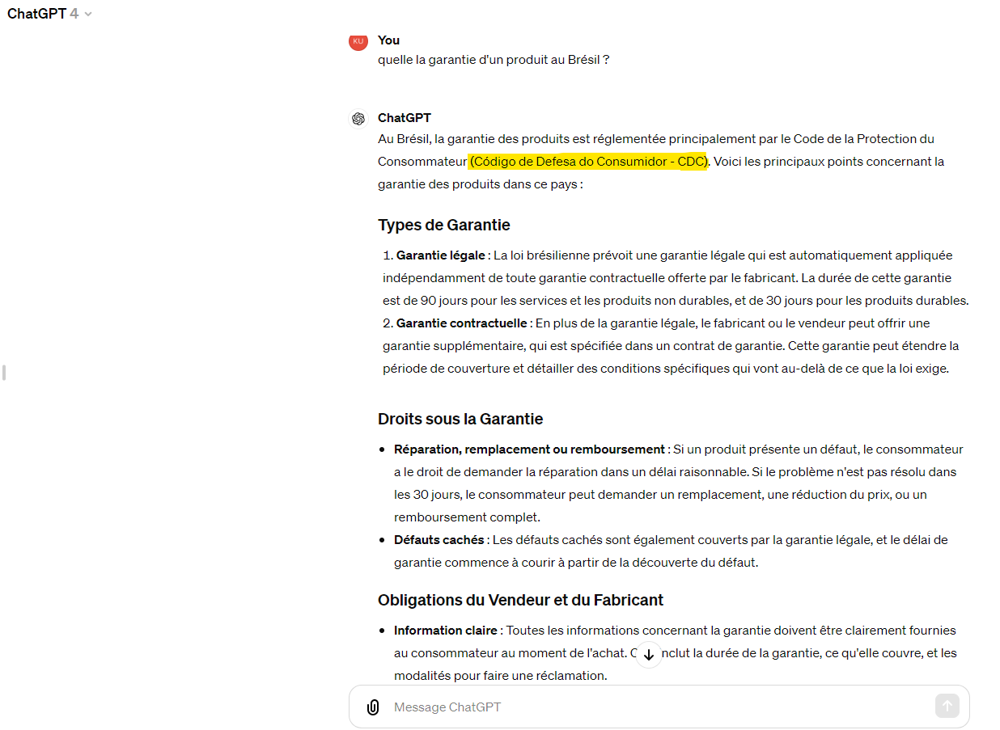 ChatGPT 4
KU
You
quelle la garantie d'un produit au Brésil ?
ChatGPT
Au Brésil, la garantie des produits est réglementée principalement par le Code de la Protection du
Consommateur (Código de Defesa do Consumidor - CDC). Voici les principaux points concernant la
garantie des produits dans ce pays :
Types de Garantie
1. Garantie légale : La loi brésilienne prévoit une garantie légale qui est automatiquement appliquée
indépendamment de toute garantie contractuelle offerte par le fabricant. La durée de cette garantie
est de 90 jours pour les services et les produits non durables, et de 30 jours pour les produits durables.
2. Garantie contractuelle : En plus de la garantie légale, le fabricant ou le vendeur peut offrir une
garantie supplémentaire, qui est spécifiée dans un contrat de garantie. Cette garantie peut étendre la
période de couverture et détailler des conditions spécifiques qui vont au-delà de ce que la loi exige.
Droits sous la Garantie
Réparation, remplacement ou remboursement : Si un produit présente un défaut, le consommateur
a le droit de demander la réparation dans un délai raisonnable. Si le problème n'est pas résolu dans
les 30 jours, le consommateur peut demander un remplacement, une réduction du prix, ou un
remboursement complet.
Défauts cachés : Les défauts cachés sont également couverts par la garantie légale, et le délai de
garantie commence à courir à partir de la découverte du défaut.
Obligations du Vendeur et du Fabricant
Information claire : Toutes les informations concernant la garantie doivent être clairement fournies
au consommateur au moment de l'achat. la durée de la garantie, ce qu'elle couvre, et les
modalités pour faire une réclamation.
Message ChatGPT